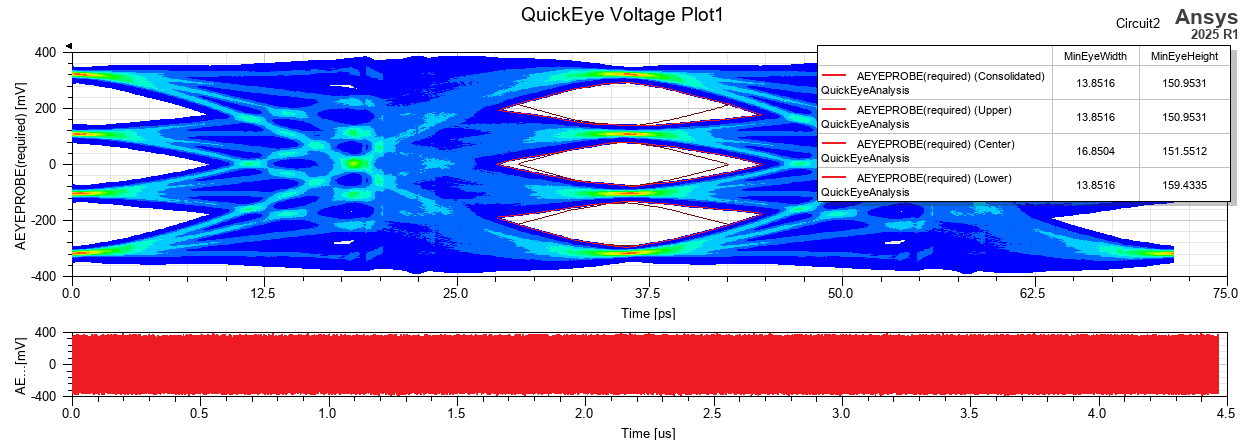 QuickEye Voltage Plot1
Circuit2
Ansys
2025 R1
MinEyeWidth MinEyeHeight
AEYEPROBE(required) (Consolidated)
QuickEyeAnalysis
13.8516 150.9531
AEYEPROBE(required) (Upper)
QuickEyeAnalysis
13.8516 150.9531
AEYEPROBE(required) (Center)
QuickEyeAnalysis
16.8504 151.5512
AEYEPROBE(required) (Lower)
QuickEyeAnalysis
13.8516 159.4335
AEYEPROBE(required) [mV]
400
200
0
-200
-400
0.0 12.5 25.0 37.5 50.0 62.5 75.0
Time [ps]
AE...[mV]
400
0
-400
0.0 0.5 1.0 1.5 2.0 2.5 3.0 3.5 4.0 4.5
Time [us]